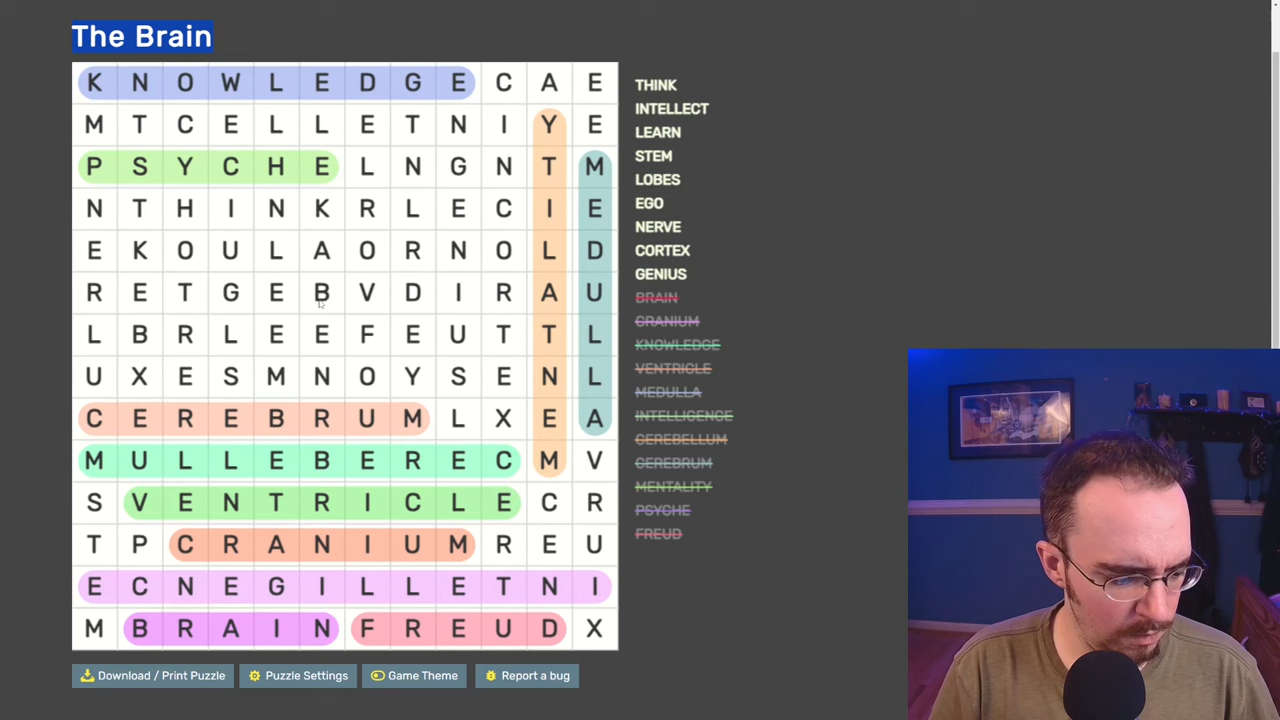 The Brain
K N O W L E D G E C A E
M T C E L L E T N I Y E
P S Y C H E L N G N T M
N T H I N K R L E C I E
E K O U L A O R N O L D
R E T G E B V D I R A U
L B R L E E F E U T T L
U X E S M N O Y S E N L
C E R E B R U M L X E A
M U L L E B E R E C M V
S V E N T R I C L E C R
T P C R A N I U M R E U
E C N E G I L L E T N I
M B R A I N F R E U D X
THINK
INTELLECT
LEARN
STEM
LOBES
EGO
NERVE
CORTEX
GENIUS
BRAIN
CRANIUM
KNOWLEDGE
VENTRICLE
MEDULLA
INTELLIGENCE
CEREBELLUM
CEREBRUM
MENTALITY
PSYCHE
FREUD
Download / Print Puzzle
Puzzle Settings
Game Theme
Report a bug